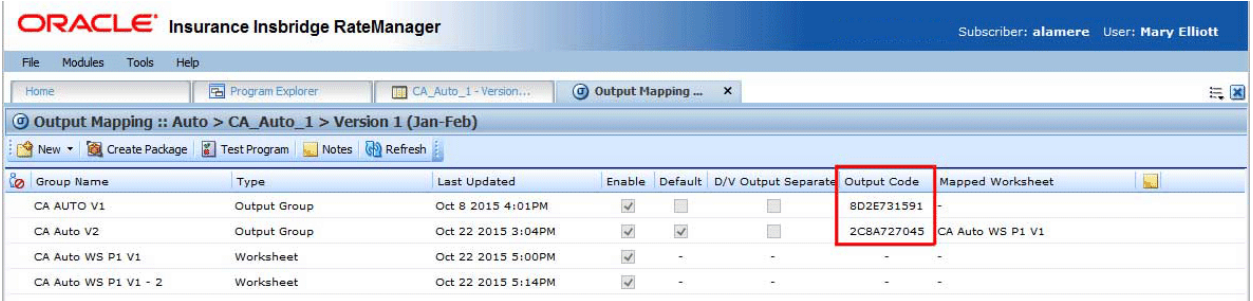 ORACLE® Insurance Insbridge RateManager
Subscriber: alamere User: Mary Elliott
File Modules Tools Help
Home Program Explorer CA_Auto_1 - Version... Output Mapping ... x
Output Mapping :: Auto > CA_Auto_1 > Version 1 (Jan-Feb)
New Create Package Test Program Notes Refresh
Group Name Type Last Updated Enable Default D/V Output Separate Output Code Mapped Worksheet
CA AUTO V1 Output Group Oct 8 2015 4:01PM 8D2E731591 -
CA Auto V2 Output Group Oct 22 2015 3:04PM 2C8A727045 CA Auto WS P1 V1
CA Auto WS P1 V1 Worksheet Oct 22 2015 5:00PM - - - -
CA Auto WS P1 V1 - 2 Worksheet Oct 22 2015 5:14PM - - - -